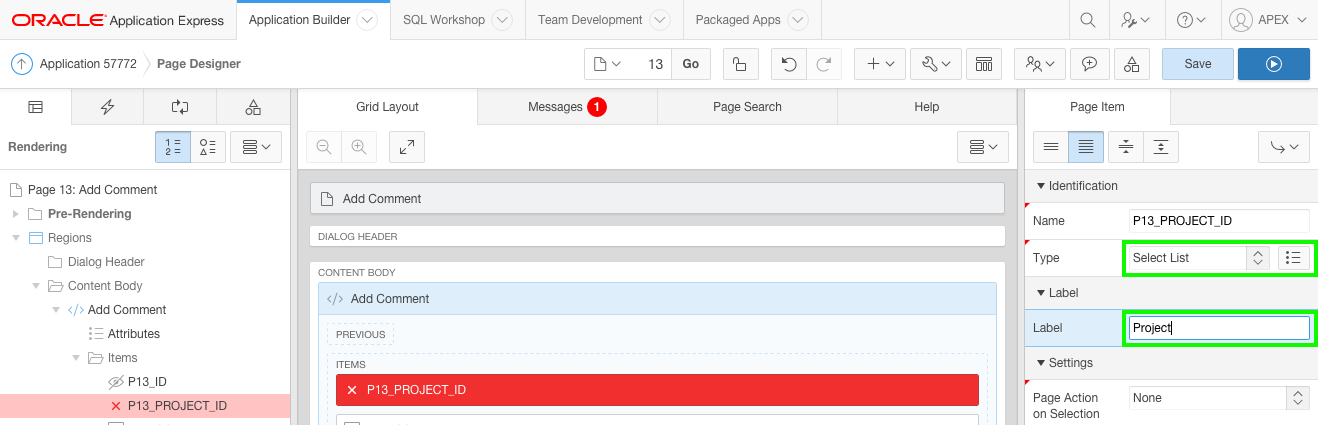 ORACLE Application Express Application Builder SQL Workshop Team Development Packaged Apps APEX
Application 57772 Page Designer 13 Go Save
Grid Layout Messages 1 Page Search Help Page Item
Rendering
Page 13: Add Comment
Pre-Rendering
Regions
Dialog Header
Content Body
Add Comment
Attributes
Items
P13_ID
P13_PROJECT_ID
Add Comment
DIALOG HEADER
CONTENT BODY
Add Comment
PREVIOUS
ITEMS
P13_PROJECT_ID
Identification
Name P13_PROJECT_ID
Type Select List
Label
Label Project
Settings
Page Action None
on Selection